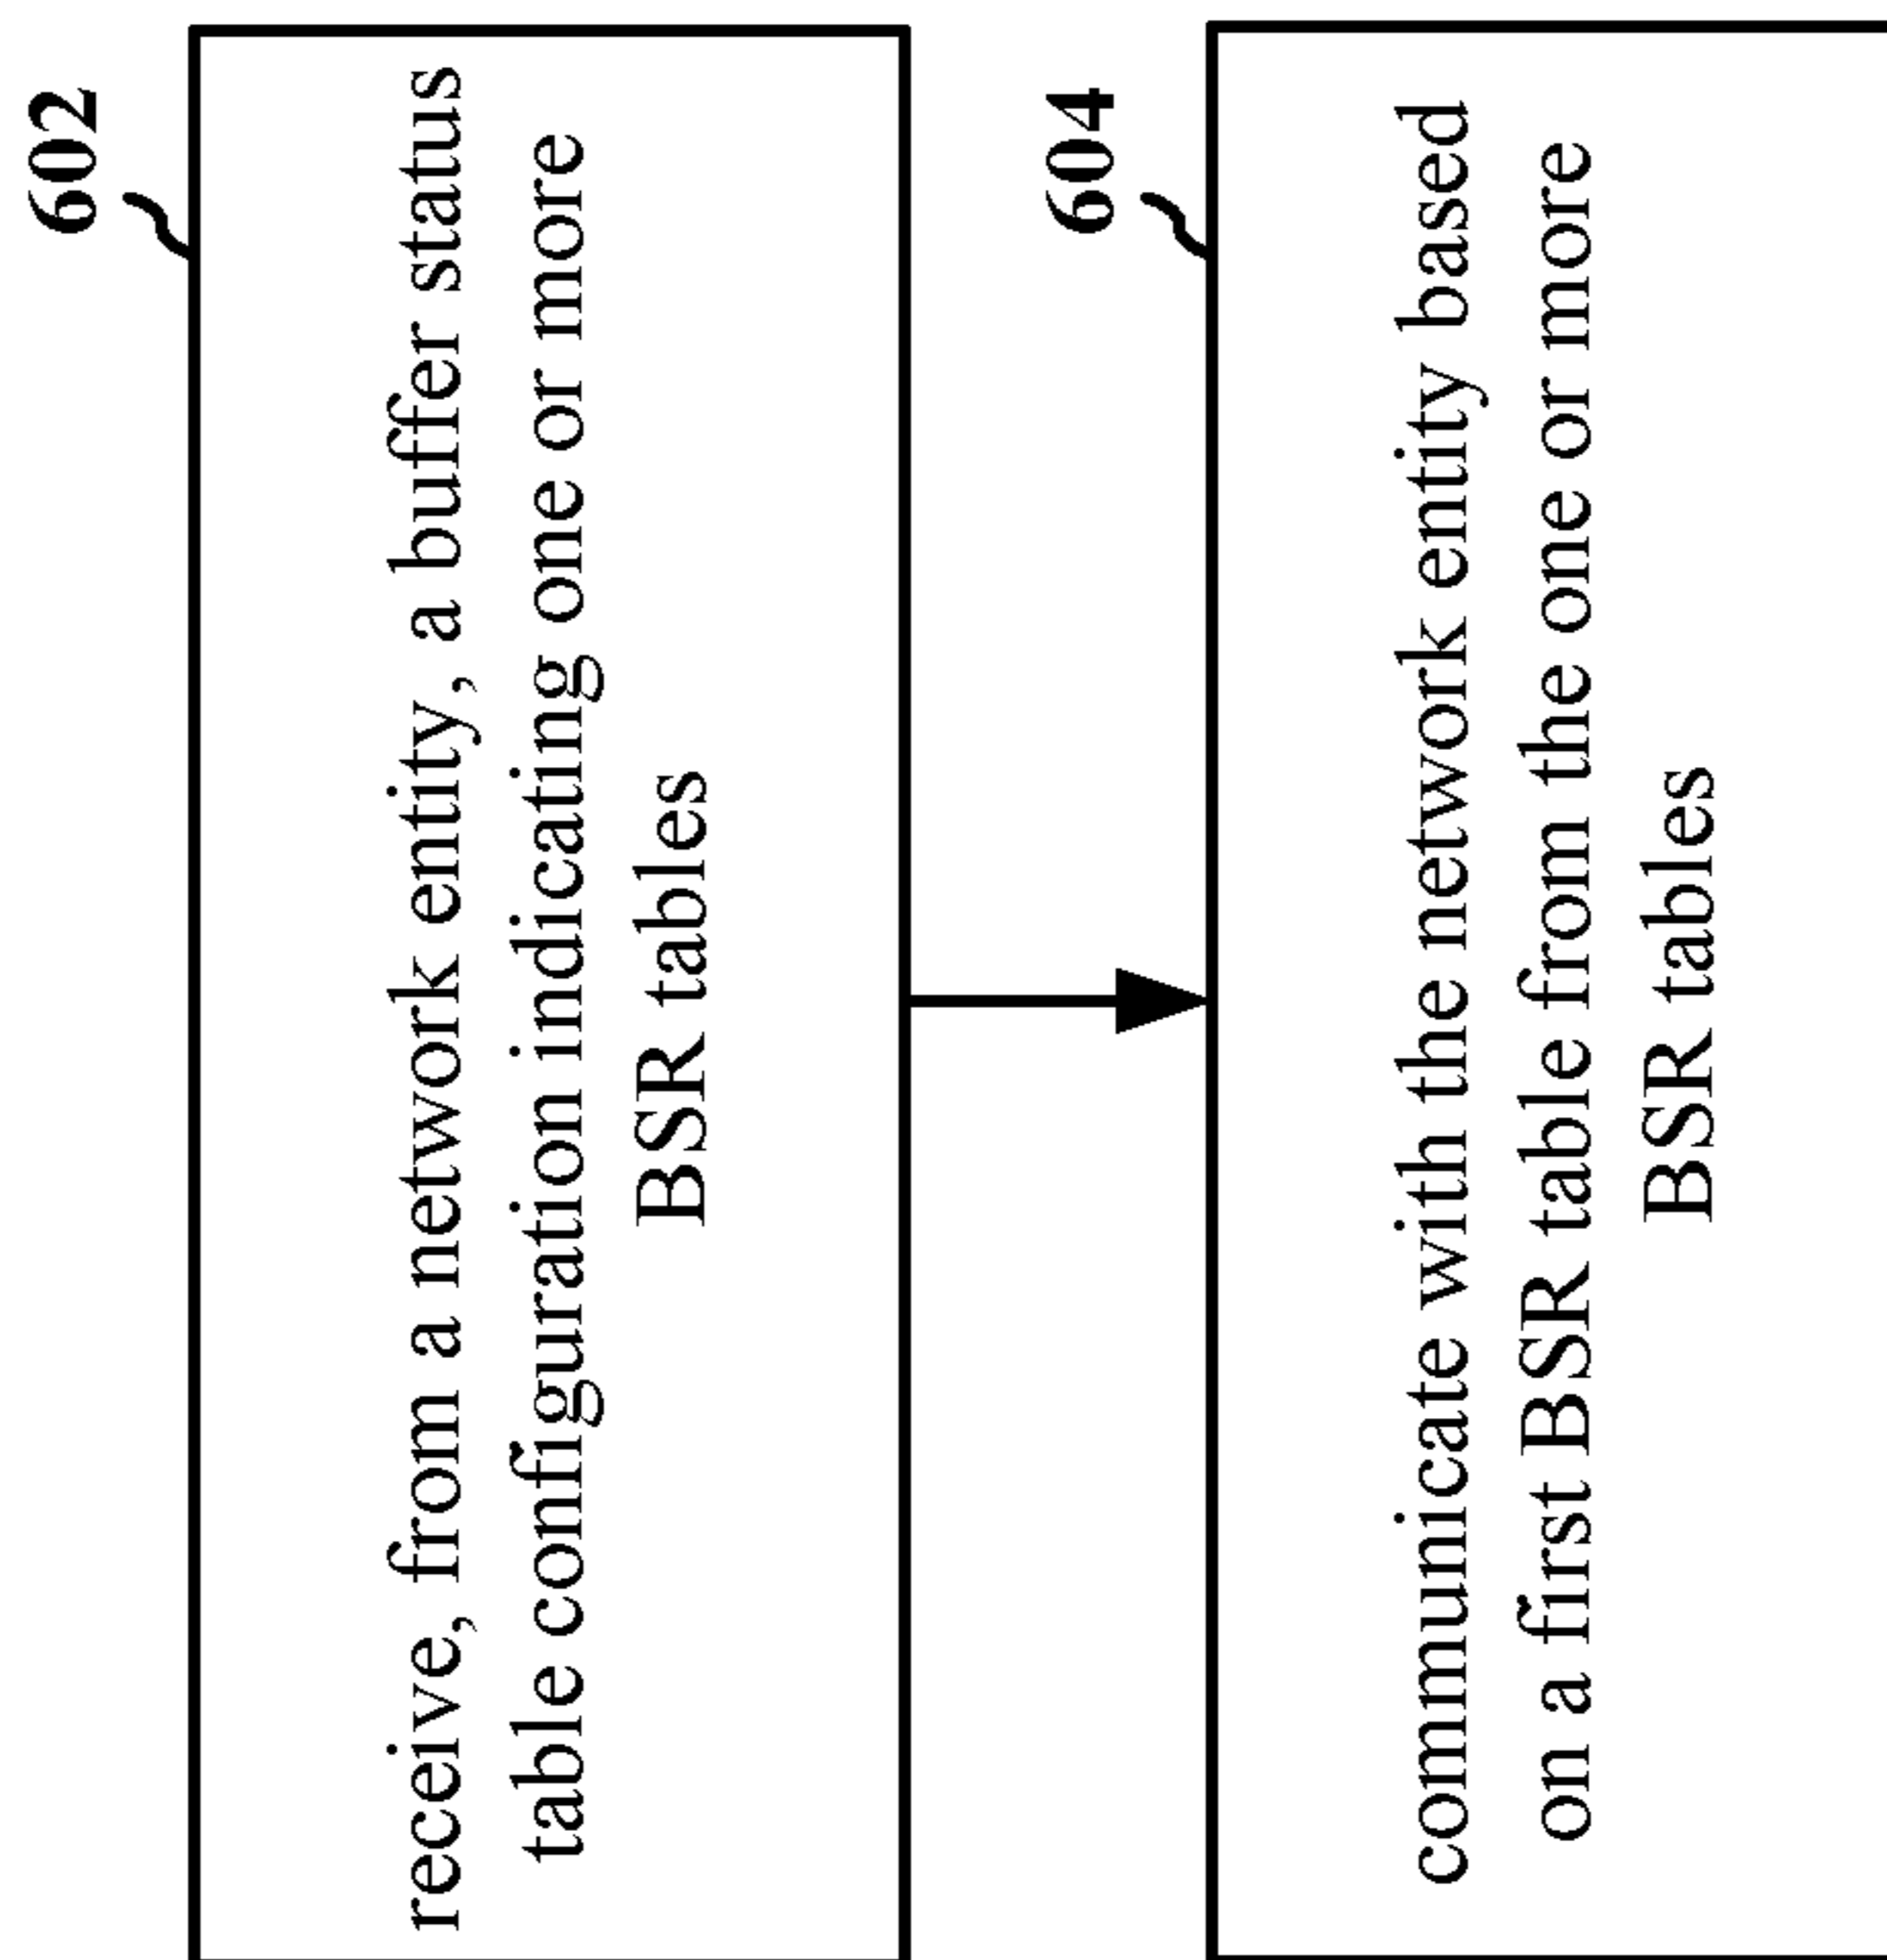 602
receive, from a network entity, a buffer status
table configuration indicating one or more
BSR tables
604
communicate with the network entity based
on a first BSR table from the one or more
BSR tables